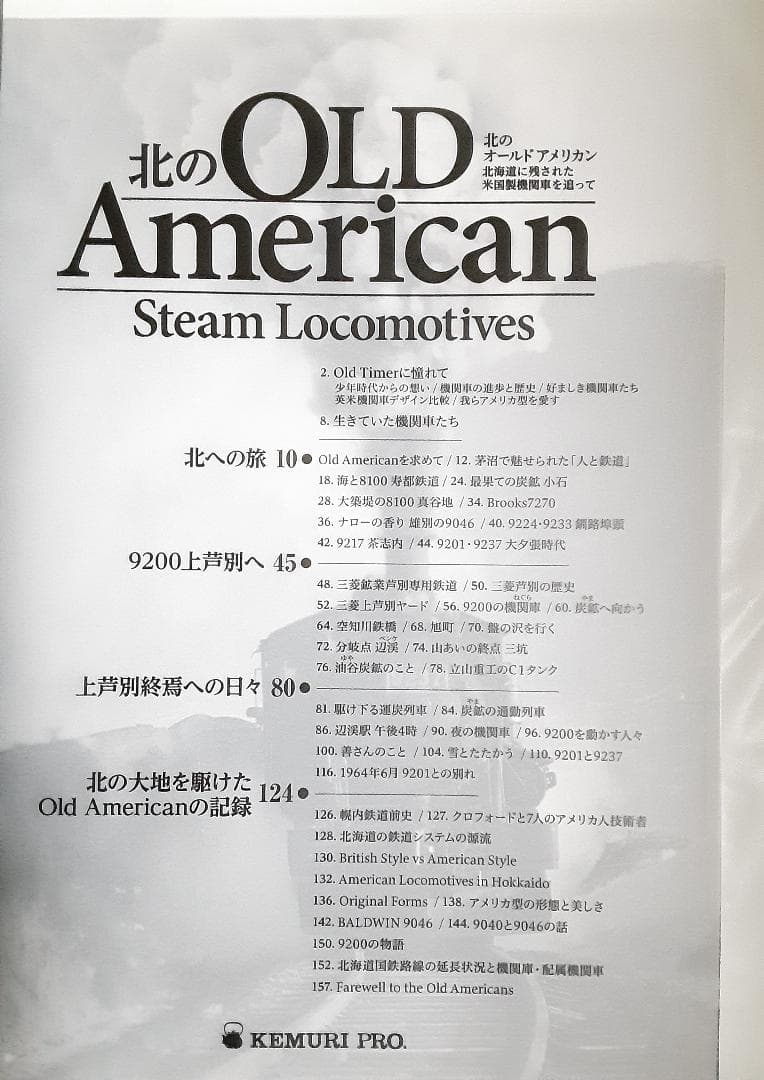 北のOLD
American
Steam Locomotives
北の
オールドアメリカン
北海道に残された
米国製機関車を追って
2. Old Timerに憧れて
少年時代からの想い / 機関車の進歩と歴史 / 好ましき機関車たち
英米機関車デザイン比較 / 我らアメリカ型を愛す
8. 生きていた機関車たち
北への旅 10●
Old Americanを求めて / 12. 茅沼で魅せられた「人と鉄道」
18. 海と8100 寿都鉄道 / 24. 最果ての炭鉱 小石
28. 大築堤の8100 真谷地 / 34. Brooks7270
36. ナローの香り 雄別の9046 / 40. 9224・9233 釧路埠頭
42. 9217 茶志内 / 44. 9201・9237 大夕張時代
9200上芦別へ 45●
48. 三菱鉱業芦別専用鉄道 / 50. 三菱芦別の歴史
ねぐら やま
52. 三菱上芦別ヤード / 56. 9200の機関庫 / 60. 炭鉱へ向かう
64. 空知川鉄橋 / 68. 旭町 / 70. 盤の沢を行く
ペンケ
72. 分岐点 辺渓 / 74. 山あいの終点 三坑
ゆや
76. 油谷炭鉱のこと / 78. 立山重工のC1タンク
上芦別終焉への日々 80●
やま
81. 駆け下る運炭列車 / 84. 炭鉱の通勤列車
86. 辺渓駅 午後4時 / 90. 夜の機関車 / 96. 9200を動かす人々
100. 善さんのこと / 104. 雪とたたかう / 110. 9201と9237
116. 1964年6月 9201との別れ
北の大地を駆けた
Old Americanの記録 124●
126. 幌内鉄道前史 / 127. クロフォードと7人のアメリカ人技術者
128. 北海道の鉄道システムの源流
130. British Style vs American Style
132. American Locomotives in Hokkaido
136. Original Forms / 138. アメリカ型の形態と美しさ
142. BALDWIN 9046 / 144. 9040と9046の話
150. 9200の物語
152. 北海道国鉄路線の延長状況と機関庫・配属機関車
157. Farewell to the Old Americans
KEMURI PRO.